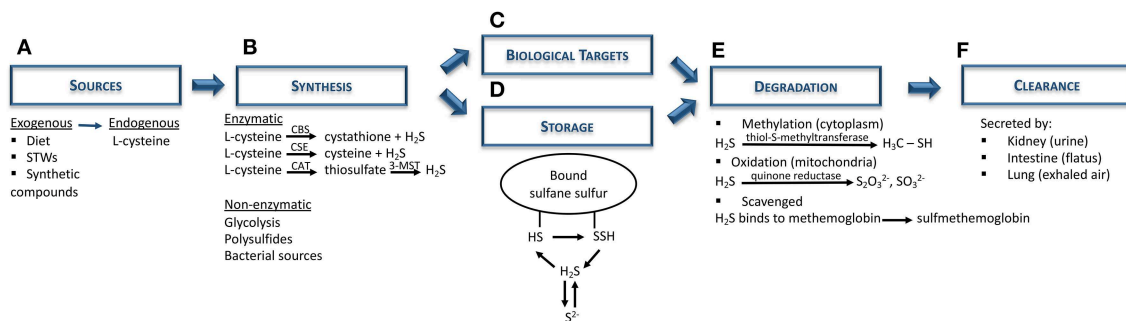 A
SOURCES
Exogenous → Endogenous
▪ Diet L-cysteine
▪ STWs
▪ Synthetic
compounds
B
SYNTHESIS
Enzymatic
L-cysteine CBS → cystathione + H₂S
L-cysteine CSE → cysteine + H₂S
L-cysteine CAT → thiosulfate 3-MST → H₂S
Non-enzymatic
Glycolysis
Polysulfides
Bacterial sources
C
BIOLOGICAL TARGETS
D
STORAGE
Bound
sulfane sulfur
HS → SSH
H₂S
S²⁻
E
DEGRADATION
▪ Methylation (cytoplasm)
H₂S thiol-S-methyltransferase → H₃C – SH
▪ Oxidation (mitochondria)
H₂S quinone reductase → S₂O₃²⁻, SO₃²⁻
▪ Scavenged
H₂S binds to methemoglobin → sulfmethemoglobin
F
CLEARANCE
Secreted by:
▪ Kidney (urine)
▪ Intestine (flatus)
▪ Lung (exhaled air)